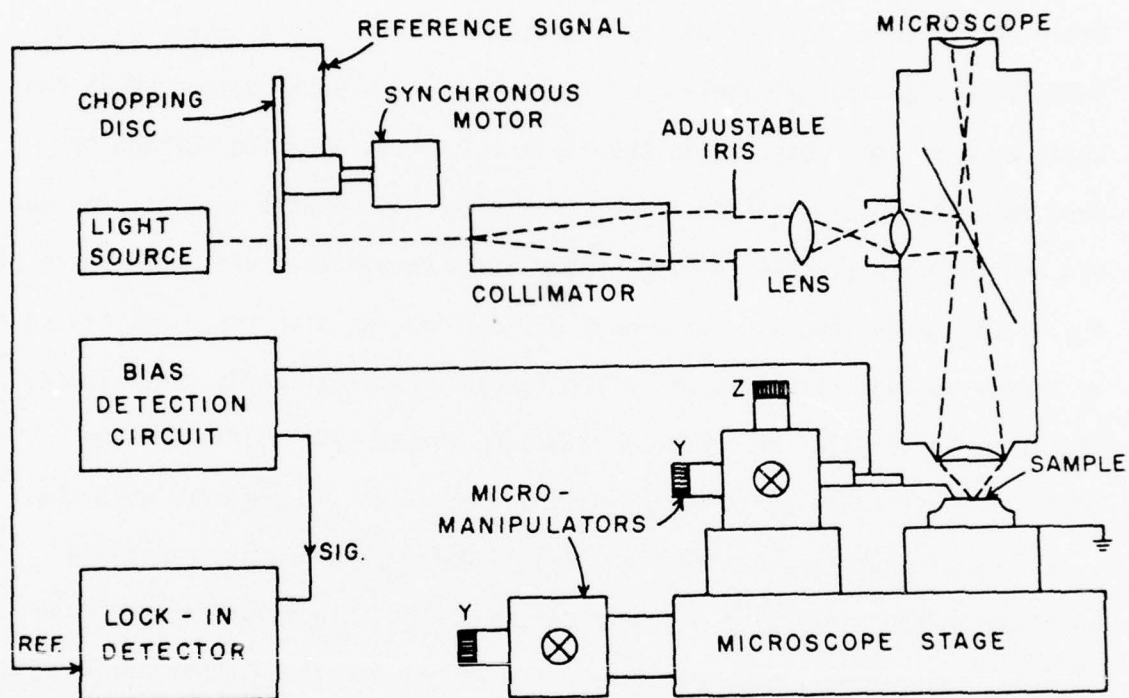 MICROSCOPE
REFERENCE SIGNAL
CHOPPING
DISC
SYNCHRONOUS
MOTOR
ADJUSTABLE
IRIS
LIGHT
SOURCE
COLLIMATOR
LENS
BIAS
DETECTION
CIRCUIT
Z
Y
SAMPLE
MICRO-
MANIPULATORS
SIG.
LOCK - IN
DETECTOR
REF.
Y
MICROSCOPE STAGE